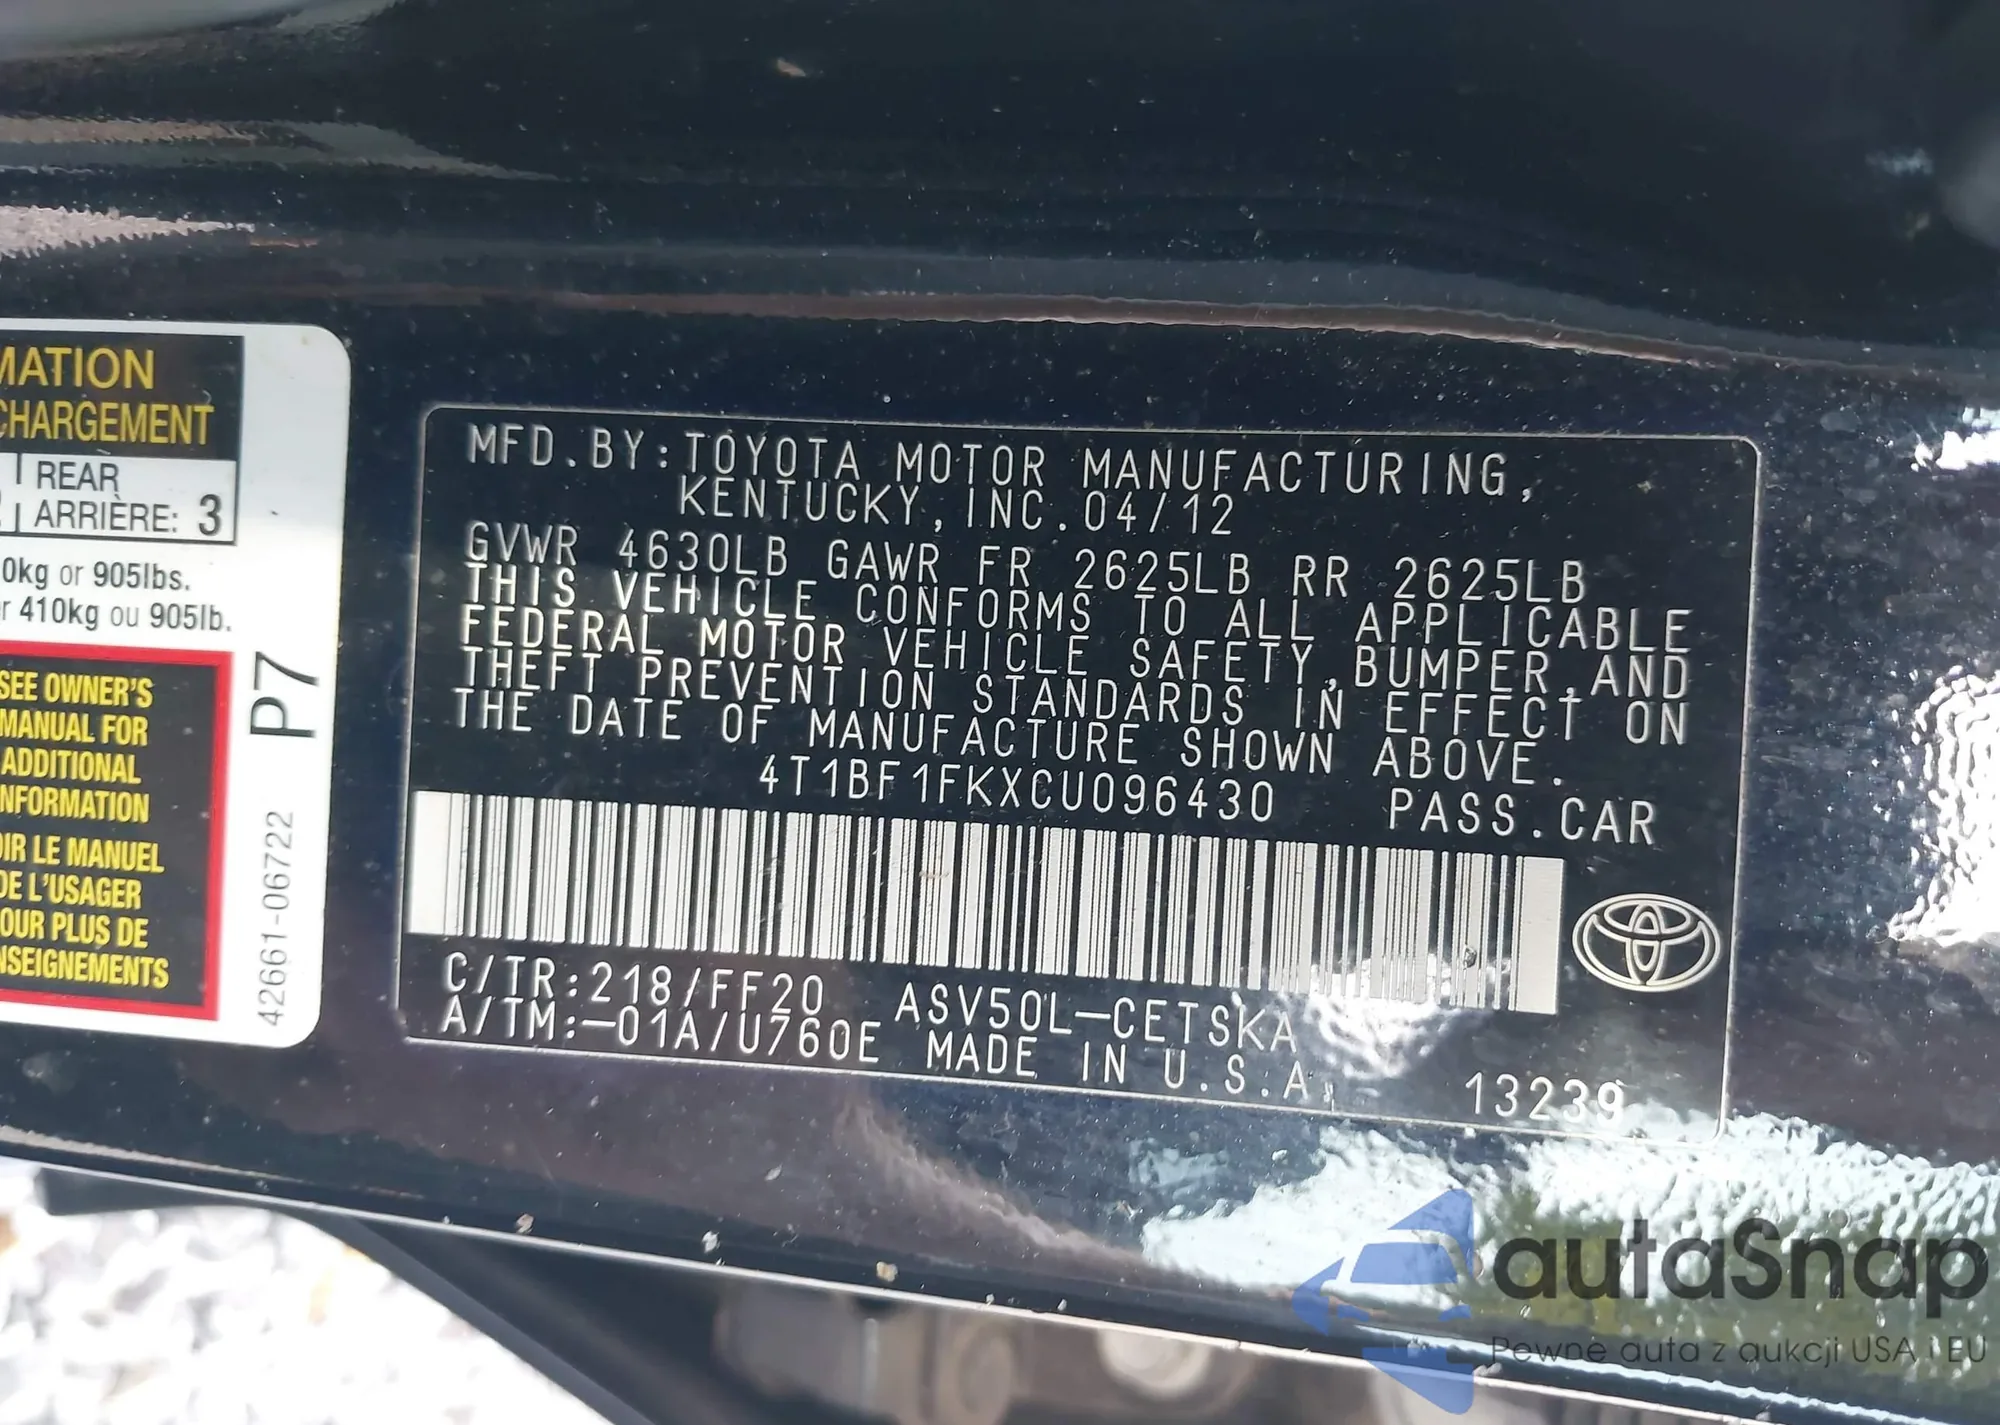 MATION
CHARGEMENT
REAR
ARRIÈRE: 3
0kg or 905lbs.
r 410kg ou 905lb.
SEE OWNER'S
MANUAL FOR
ADDITIONAL
NFORMATION
OIR LE MANUEL
DE L'USAGER
OUR PLUS DE
NSEIGNEMENTS
P7
42661-06722
MFD.BY:TOYOTA MOTOR MANUFACTURING,
KENTUCKY,INC.04/12
GVWR 4630LB GAWR FR 2625LB RR 2625LB
THIS VEHICLE CONFORMS TO ALL APPLICABLE
FEDERAL MOTOR VEHICLE SAFETY,BUMPER,AND
THEFT PREVENTION STANDARDS IN EFFECT ON
THE DATE OF MANUFACTURE SHOWN ABOVE.
4T1BF1FKXCU096430 PASS.CAR
C/TR:218/FF20 ASV50L-CETSKA
A/TM:-01A/U760E MADE IN U.S.A. 13239
autaSnap
Pewne auta z aukcji USA i EU